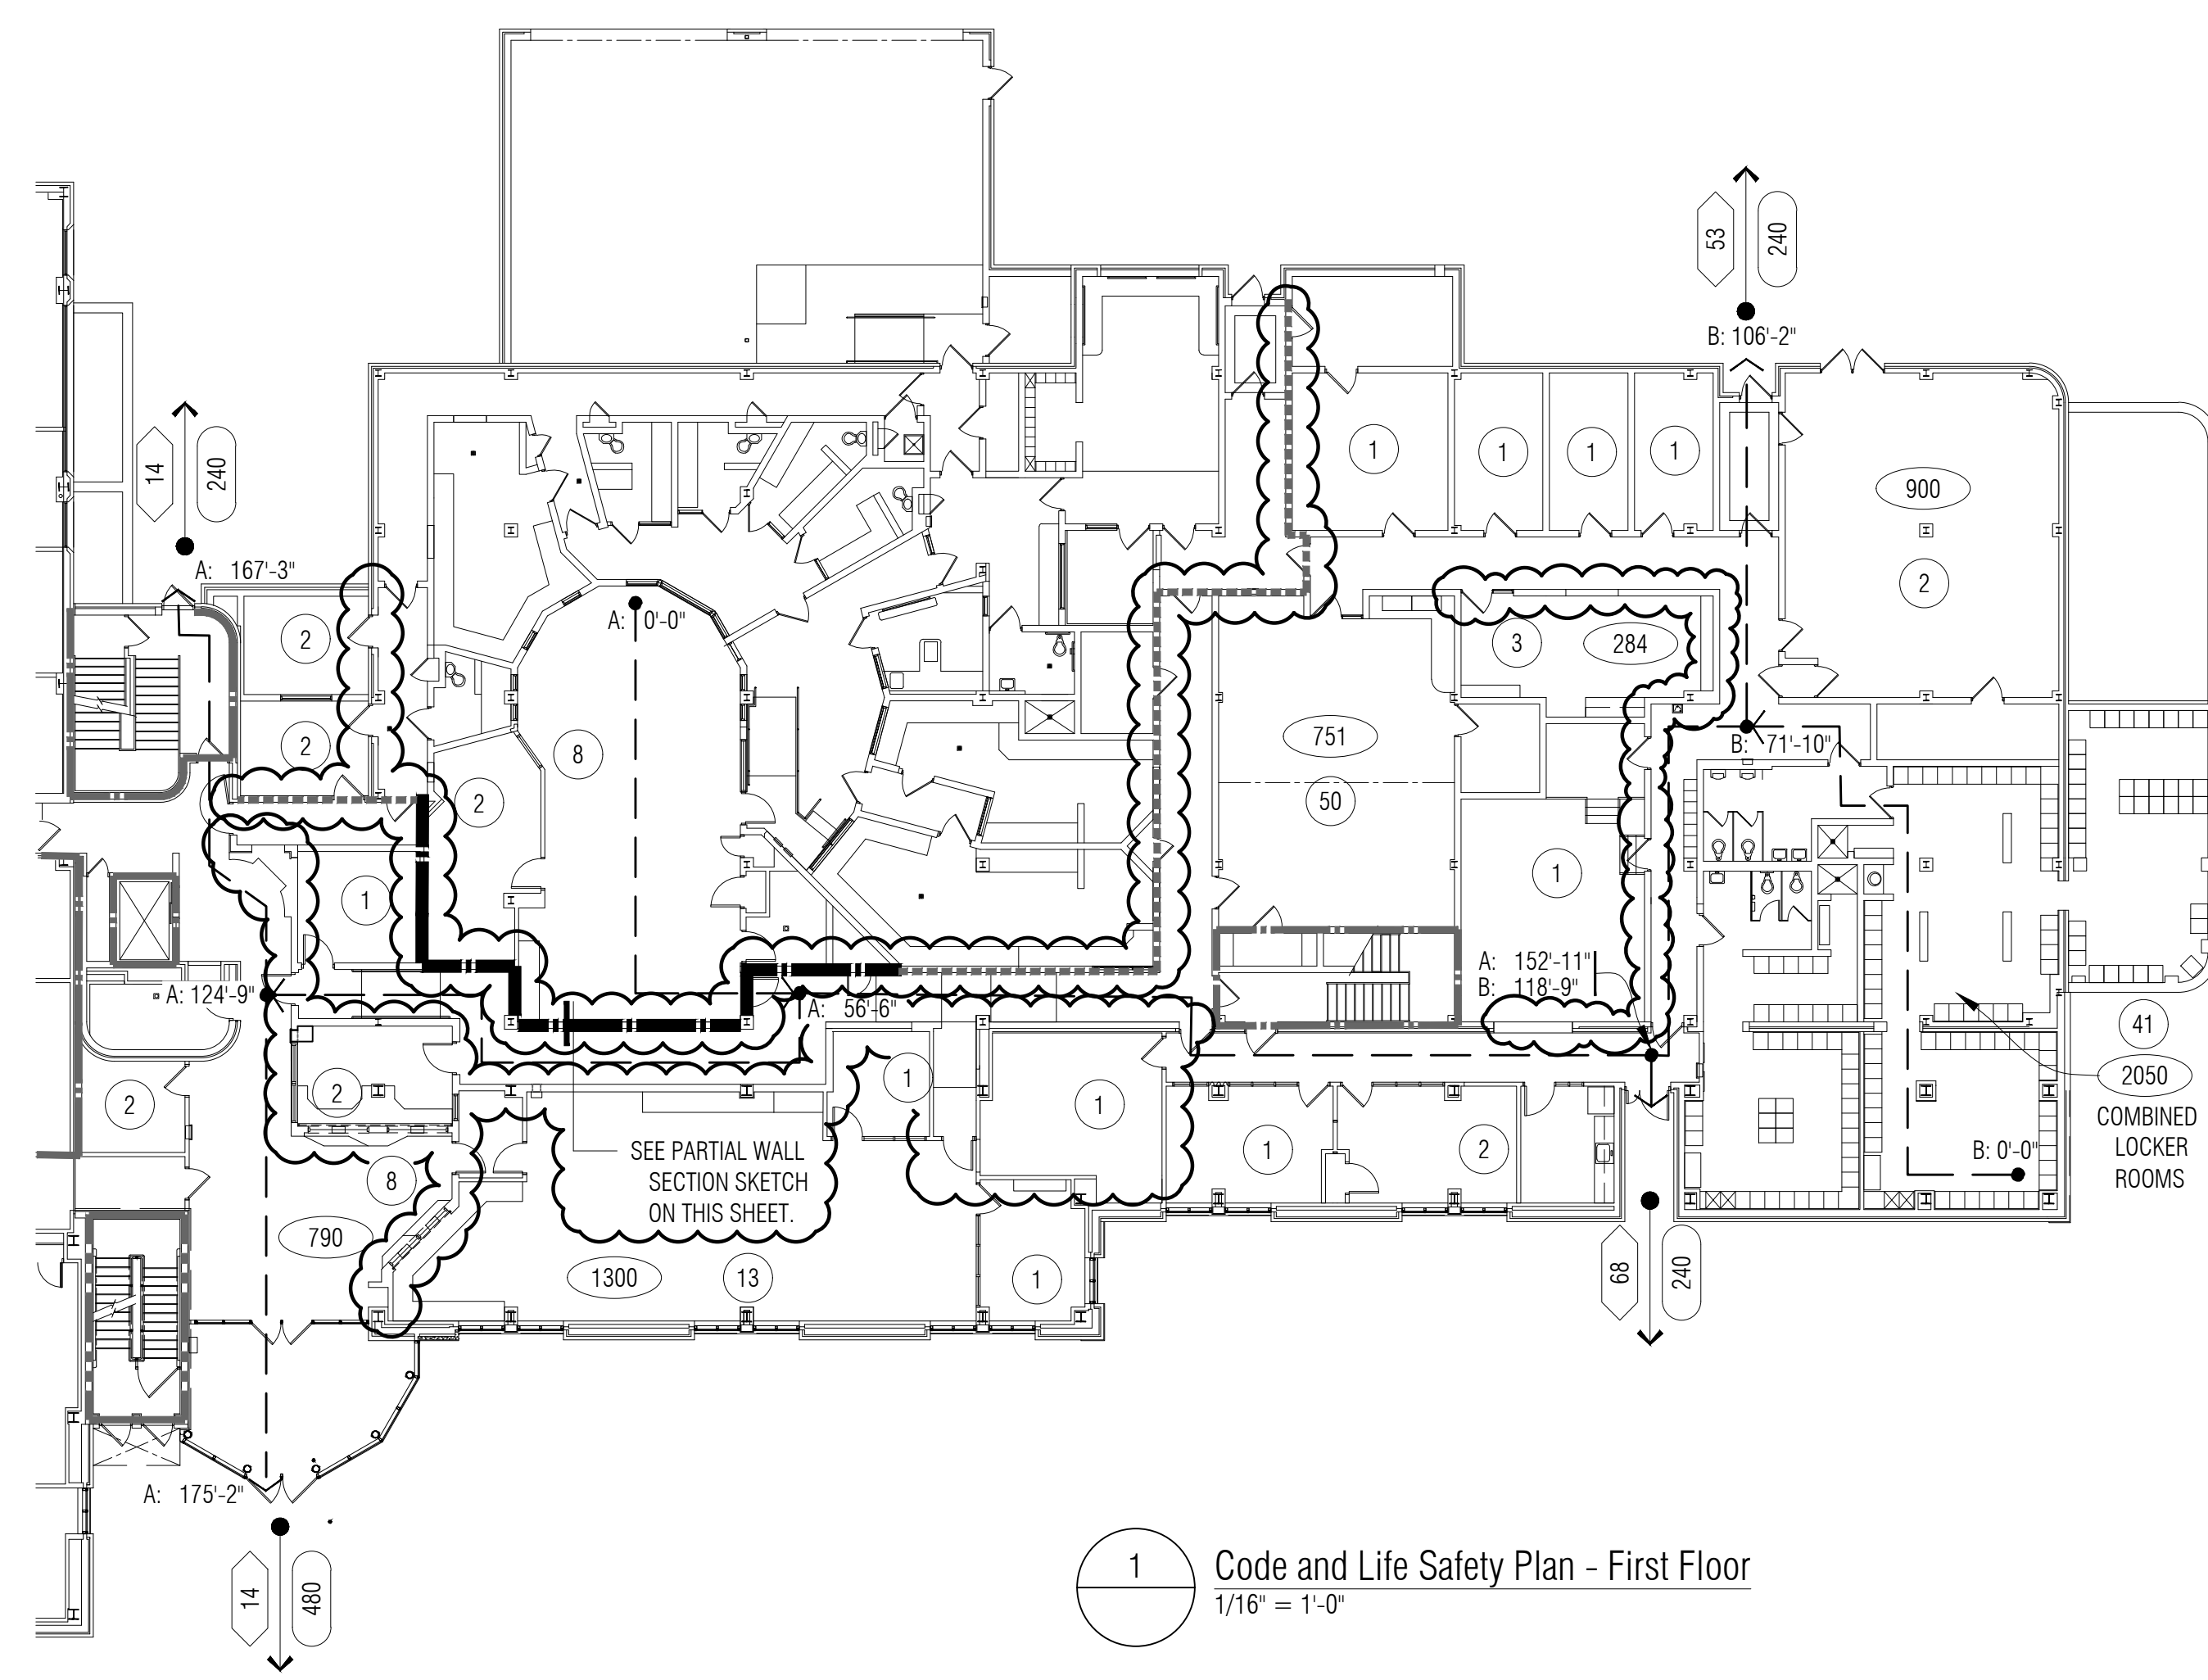 53
240
B: 106'-2"
14
240
A: 167'-3"
1
1
1
1
900
2
A: 0'-0"
2
3
284
2
8
2
751
50
B: 71'-10"
1
1
A: 152'-11"
B: 118'-9"
A: 124'-9"
A: 56'-6"
41
2050
COMBINED
LOCKER
ROOMS
2
2
1
1
1
2
B: 0'-0"
SEE PARTIAL WALL
SECTION SKETCH
ON THIS SHEET.
8
790
1300
13
1
68
240
A: 175'-2"
14
480
1
Code and Life Safety Plan - First Floor
1/16" = 1'-0"